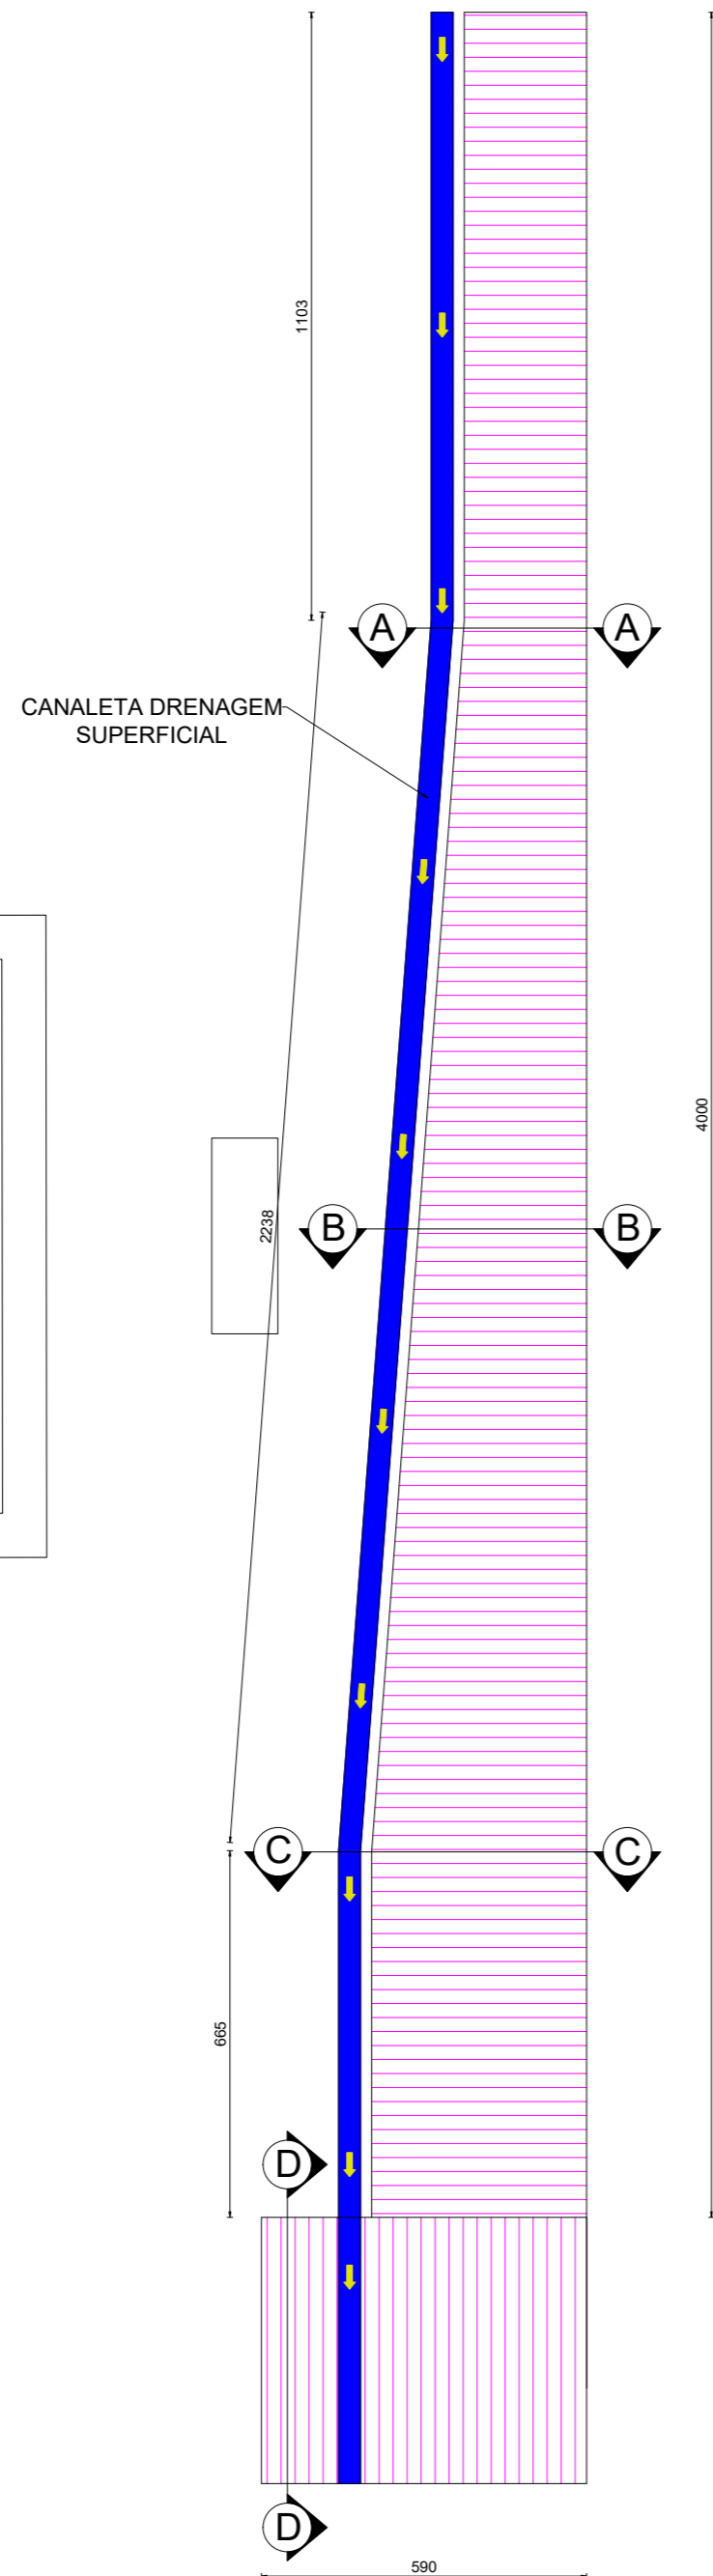 1103
A A
CANALETA DRENAGEM
SUPERFICIAL
4000
2238
B B
C C
665
D
D
590